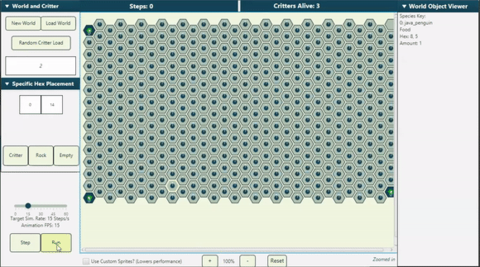 World and Critter
Steps: 0
Critters Alive: 3
World Object Viewer
New World
Load World
Random Critter Load
2
Specific Hex Placement
14
Critter
Rock
Empty
Target Sim. Rate: 15 Steps/s
Animation FPS: 15
Step
Run
Use Custom Sprites? (Lowers performance)
+
100%
-
Reset
Zoomed in
Species Key:
0: java_penguin
Food
Hex: 8, 5
Amount: 1